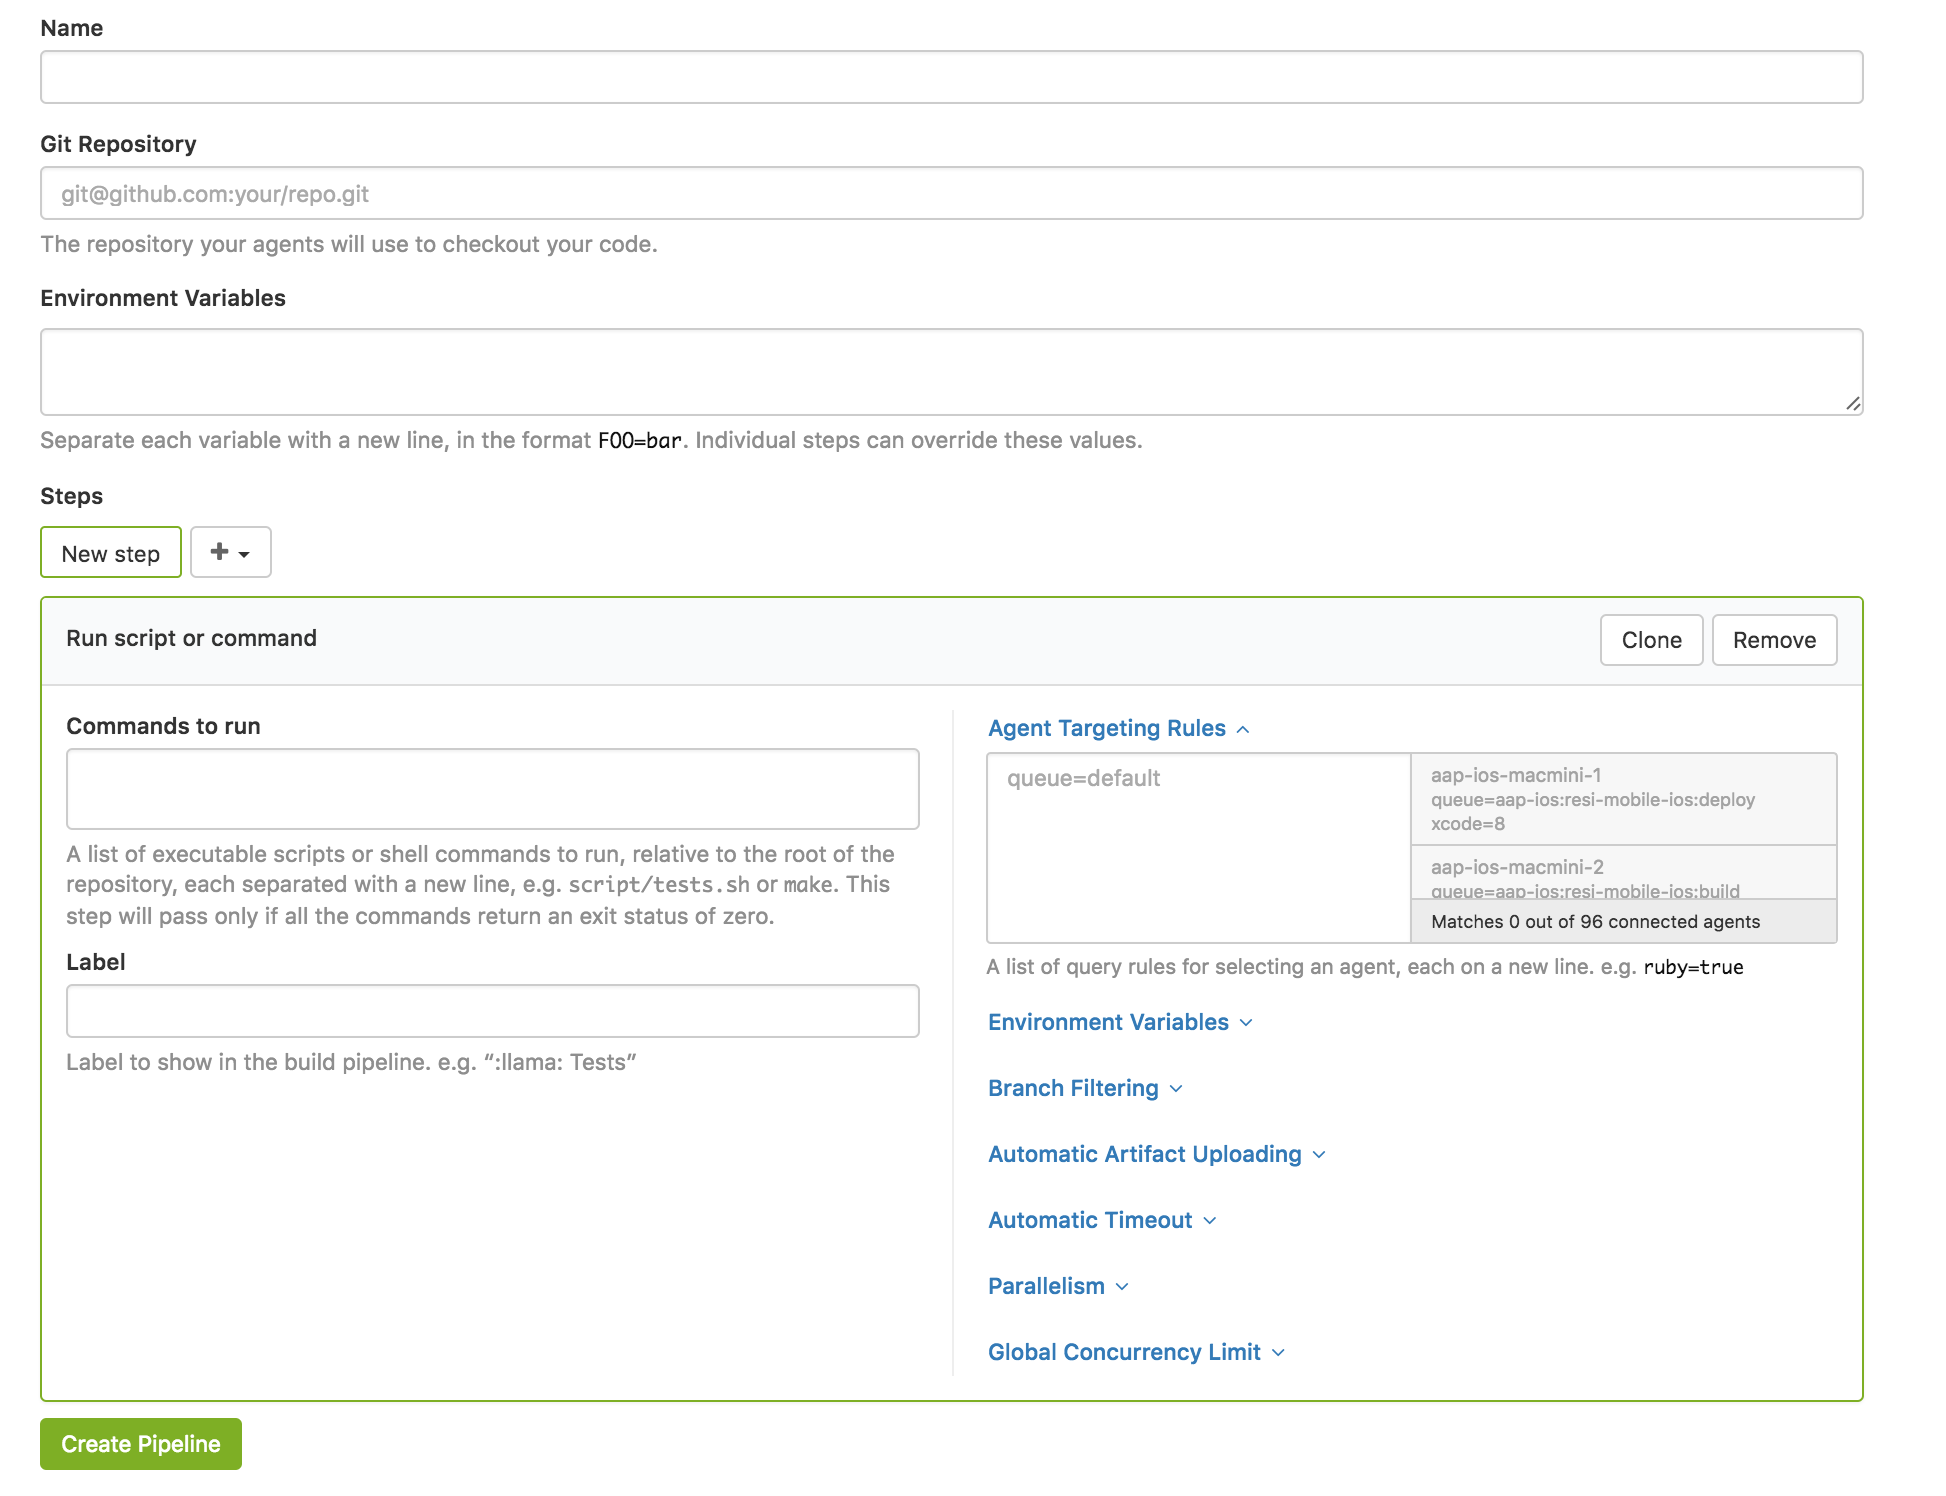 Name
Git Repository
git@github.com:your/repo.git
The repository your agents will use to checkout your code.
Environment Variables
Separate each variable with a new line, in the format FOO=bar. Individual steps can override these values.
Steps
New step
Run script or command
Clone
Remove
Commands to run
A list of executable scripts or shell commands to run, relative to the root of the
repository, each separated with a new line, e.g. script/tests.sh or make. This
step will pass only if all the commands return an exit status of zero.
Label
Label to show in the build pipeline. e.g. “:llama: Tests”
Agent Targeting Rules
queue=default
aap-ios-macmini-1
queue=aap-ios:resi-mobile-ios:deploy
xcode=8
aap-ios-macmini-2
queue=aap-ios:resi-mobile-ios:build
Matches 0 out of 96 connected agents
A list of query rules for selecting an agent, each on a new line. e.g. ruby=true
Environment Variables
Branch Filtering
Automatic Artifact Uploading
Automatic Timeout
Parallelism
Global Concurrency Limit
Create Pipeline